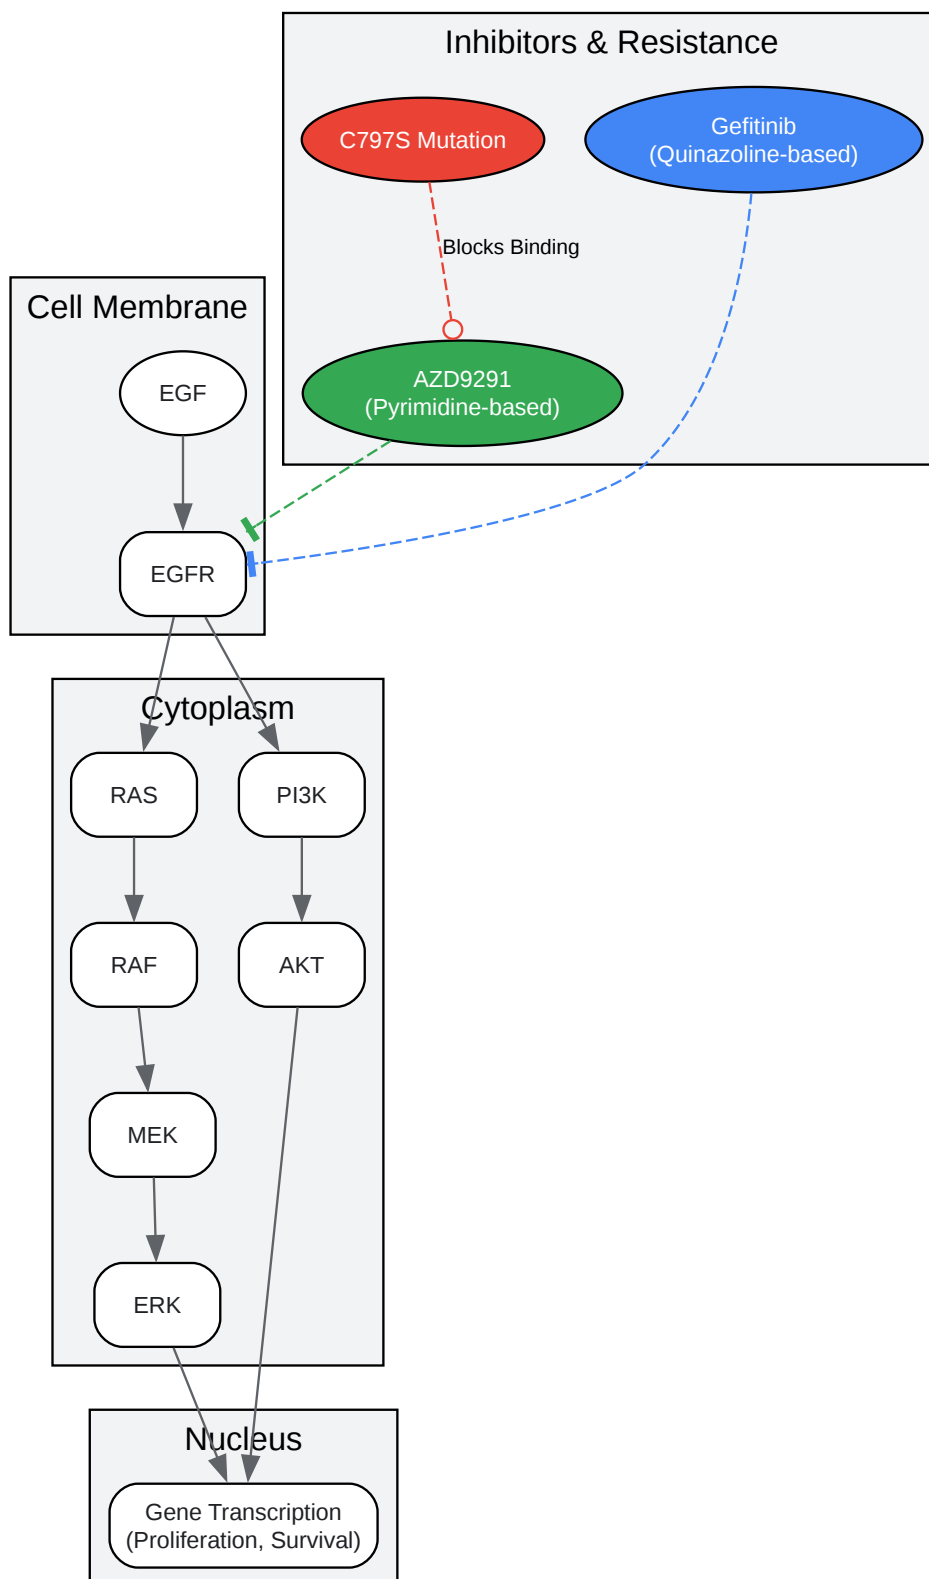 Inhibitors & Resistance
C797S Mutation
Gefitinib
(Quinazoline-based)
Blocks Binding
AZD9291
(Pyrimidine-based)
Cell Membrane
EGF
EGFR
Cytoplasm
RAS
PI3K
RAF
AKT
MEK
ERK
Nucleus
Gene Transcription
(Proliferation, Survival)